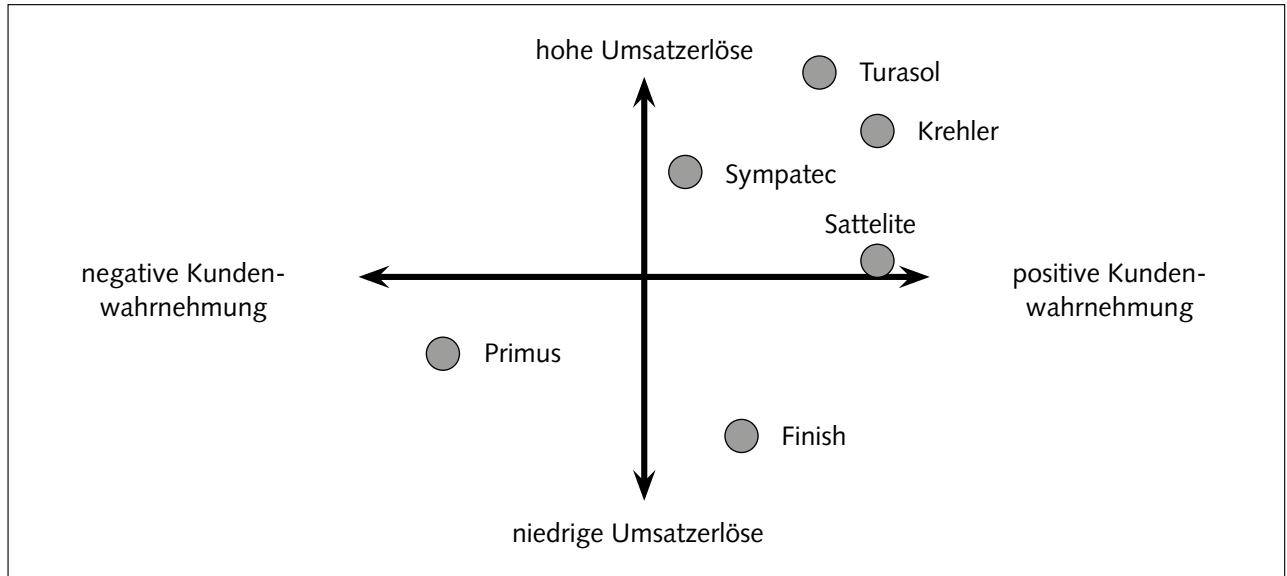 hohe Umsatzerlöse
Turasol
Krehler
Sympatec
Sattelite
negative Kunden-
wahrnehmung
positive Kunden-
wahrnehmung
Primus
Finish
niedrige Umsatzerlöse